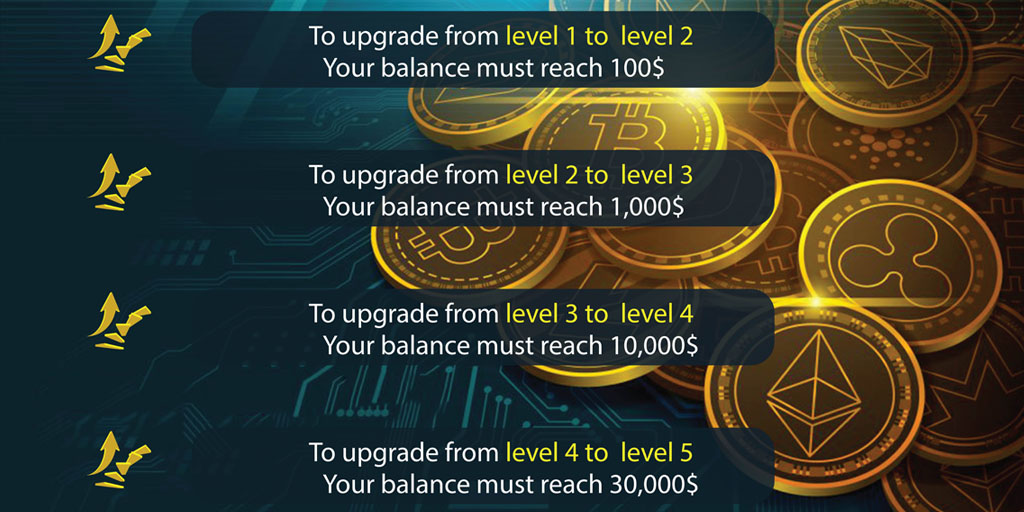 To upgrade from level 1 to level 2
Your balance must reach 100$
To upgrade from level 2 to level 3
Your balance must reach 1,000$
To upgrade from level 3 to level 4
Your balance must reach 10,000$
To upgrade from level 4 to level 5
Your balance must reach 30,000$